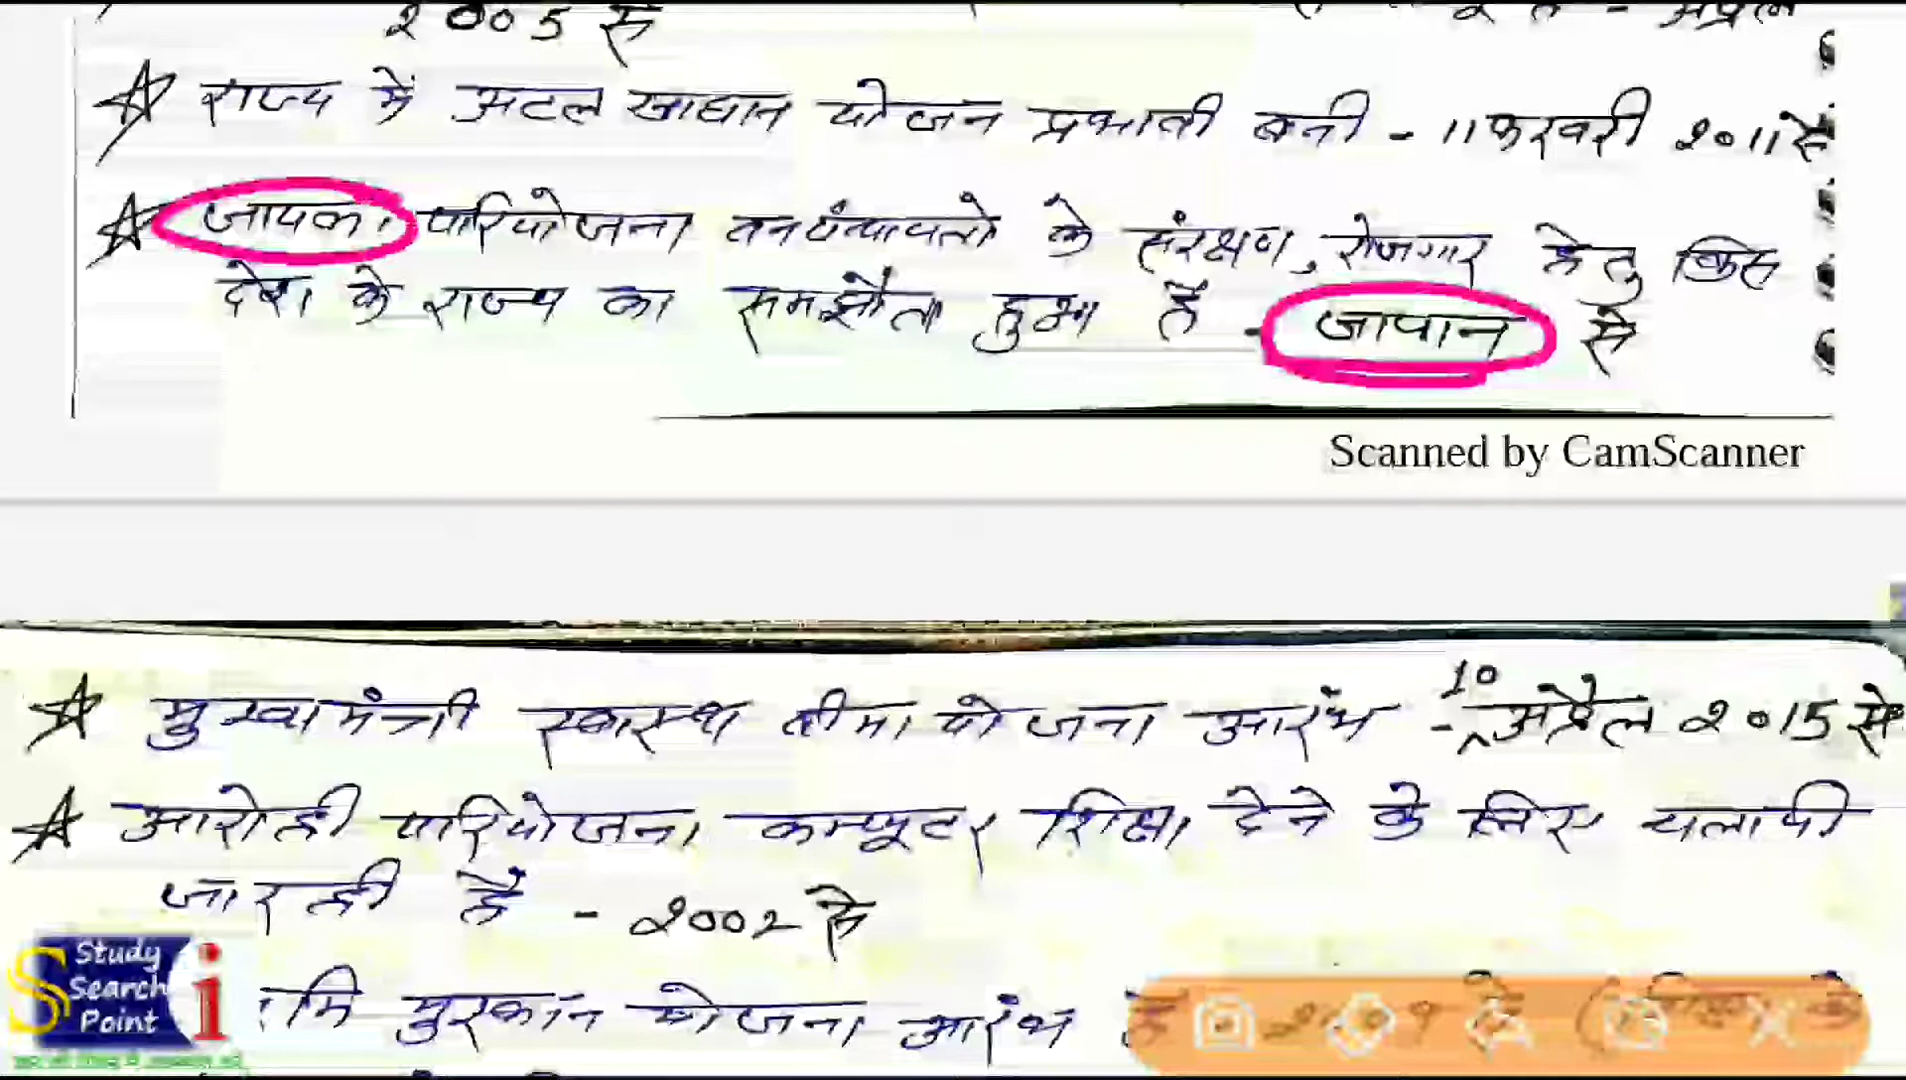 2005 से
राज्य में अटल खाद्यान योजन प्रभावी बनी - 11 फरवरी 2011 से
जायका परियोजना वनपंचायतो के संरक्षण, रोजगार हेतु किस
देश के राज्य का समझौता हुआ है - जापान से
Scanned by CamScanner
मुख्यमंत्री स्वास्थ बीमा योजना आरंभ - 10 अप्रैल 2015 से
आरोही परियोजना कम्प्यूटर शिक्षा देने के लिए चलायी
जा रही है - 2002 से
मुस्कान योजना आरंभ है
Study
Search
Point